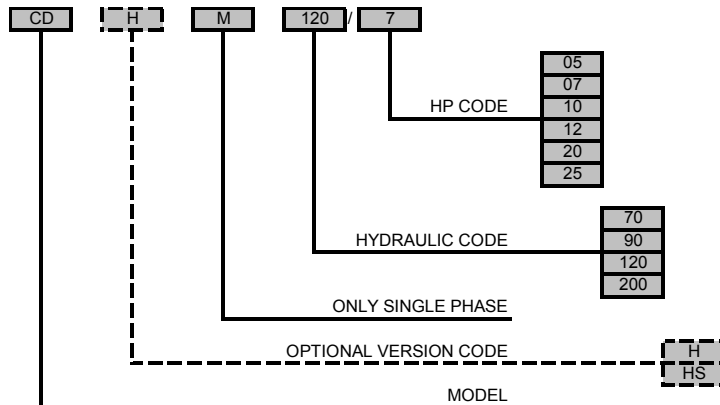 CD H M 120 / 7
05
07
HP CODE 10
12
20
25
70
HYDRAULIC CODE 90
120
200
ONLY SINGLE PHASE
OPTIONAL VERSION CODE H
HS
MODEL